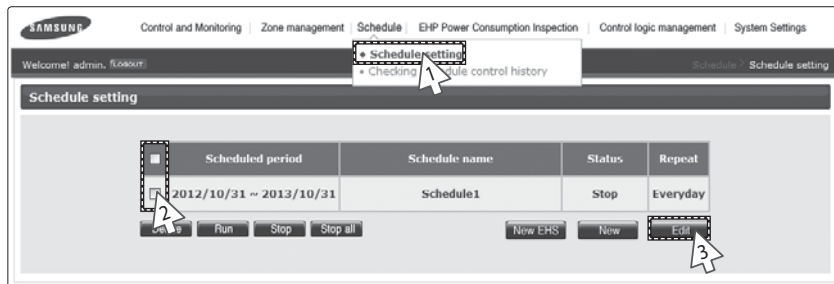 SAMSUNG Control and Monitoring Zone management Schedule EHP Power Consumption Inspection Control logic management System Settings
• Schedule setting
1
Welcome! admin. LOGOUT Schedule > Schedule setting
• Checking schedule control history
Schedule setting
Scheduled period Schedule name Status Repeat
2012/10/31 ~ 2013/10/31 Schedule1 Stop Everyday
2
Delete Run Stop Stop all New EHS New Edit
3